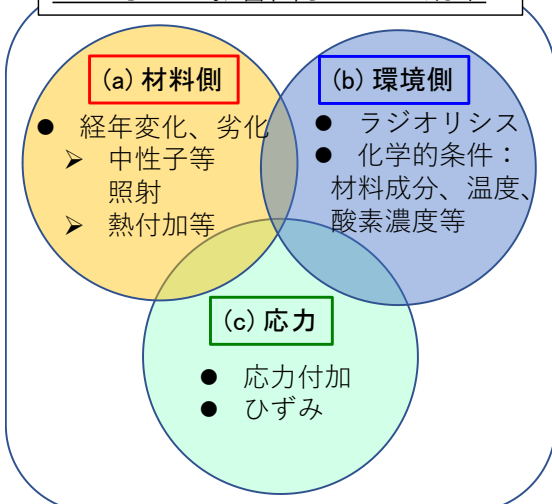 (a) 材料側
● 経年変化、劣化
➤ 中性子等
照射
➤ 熱付加等
(b) 環境側
● ラジオリシス
● 化学的条件：
材料成分、温度、
酸素濃度等
(c) 応力
● 応力付加
● ひずみ